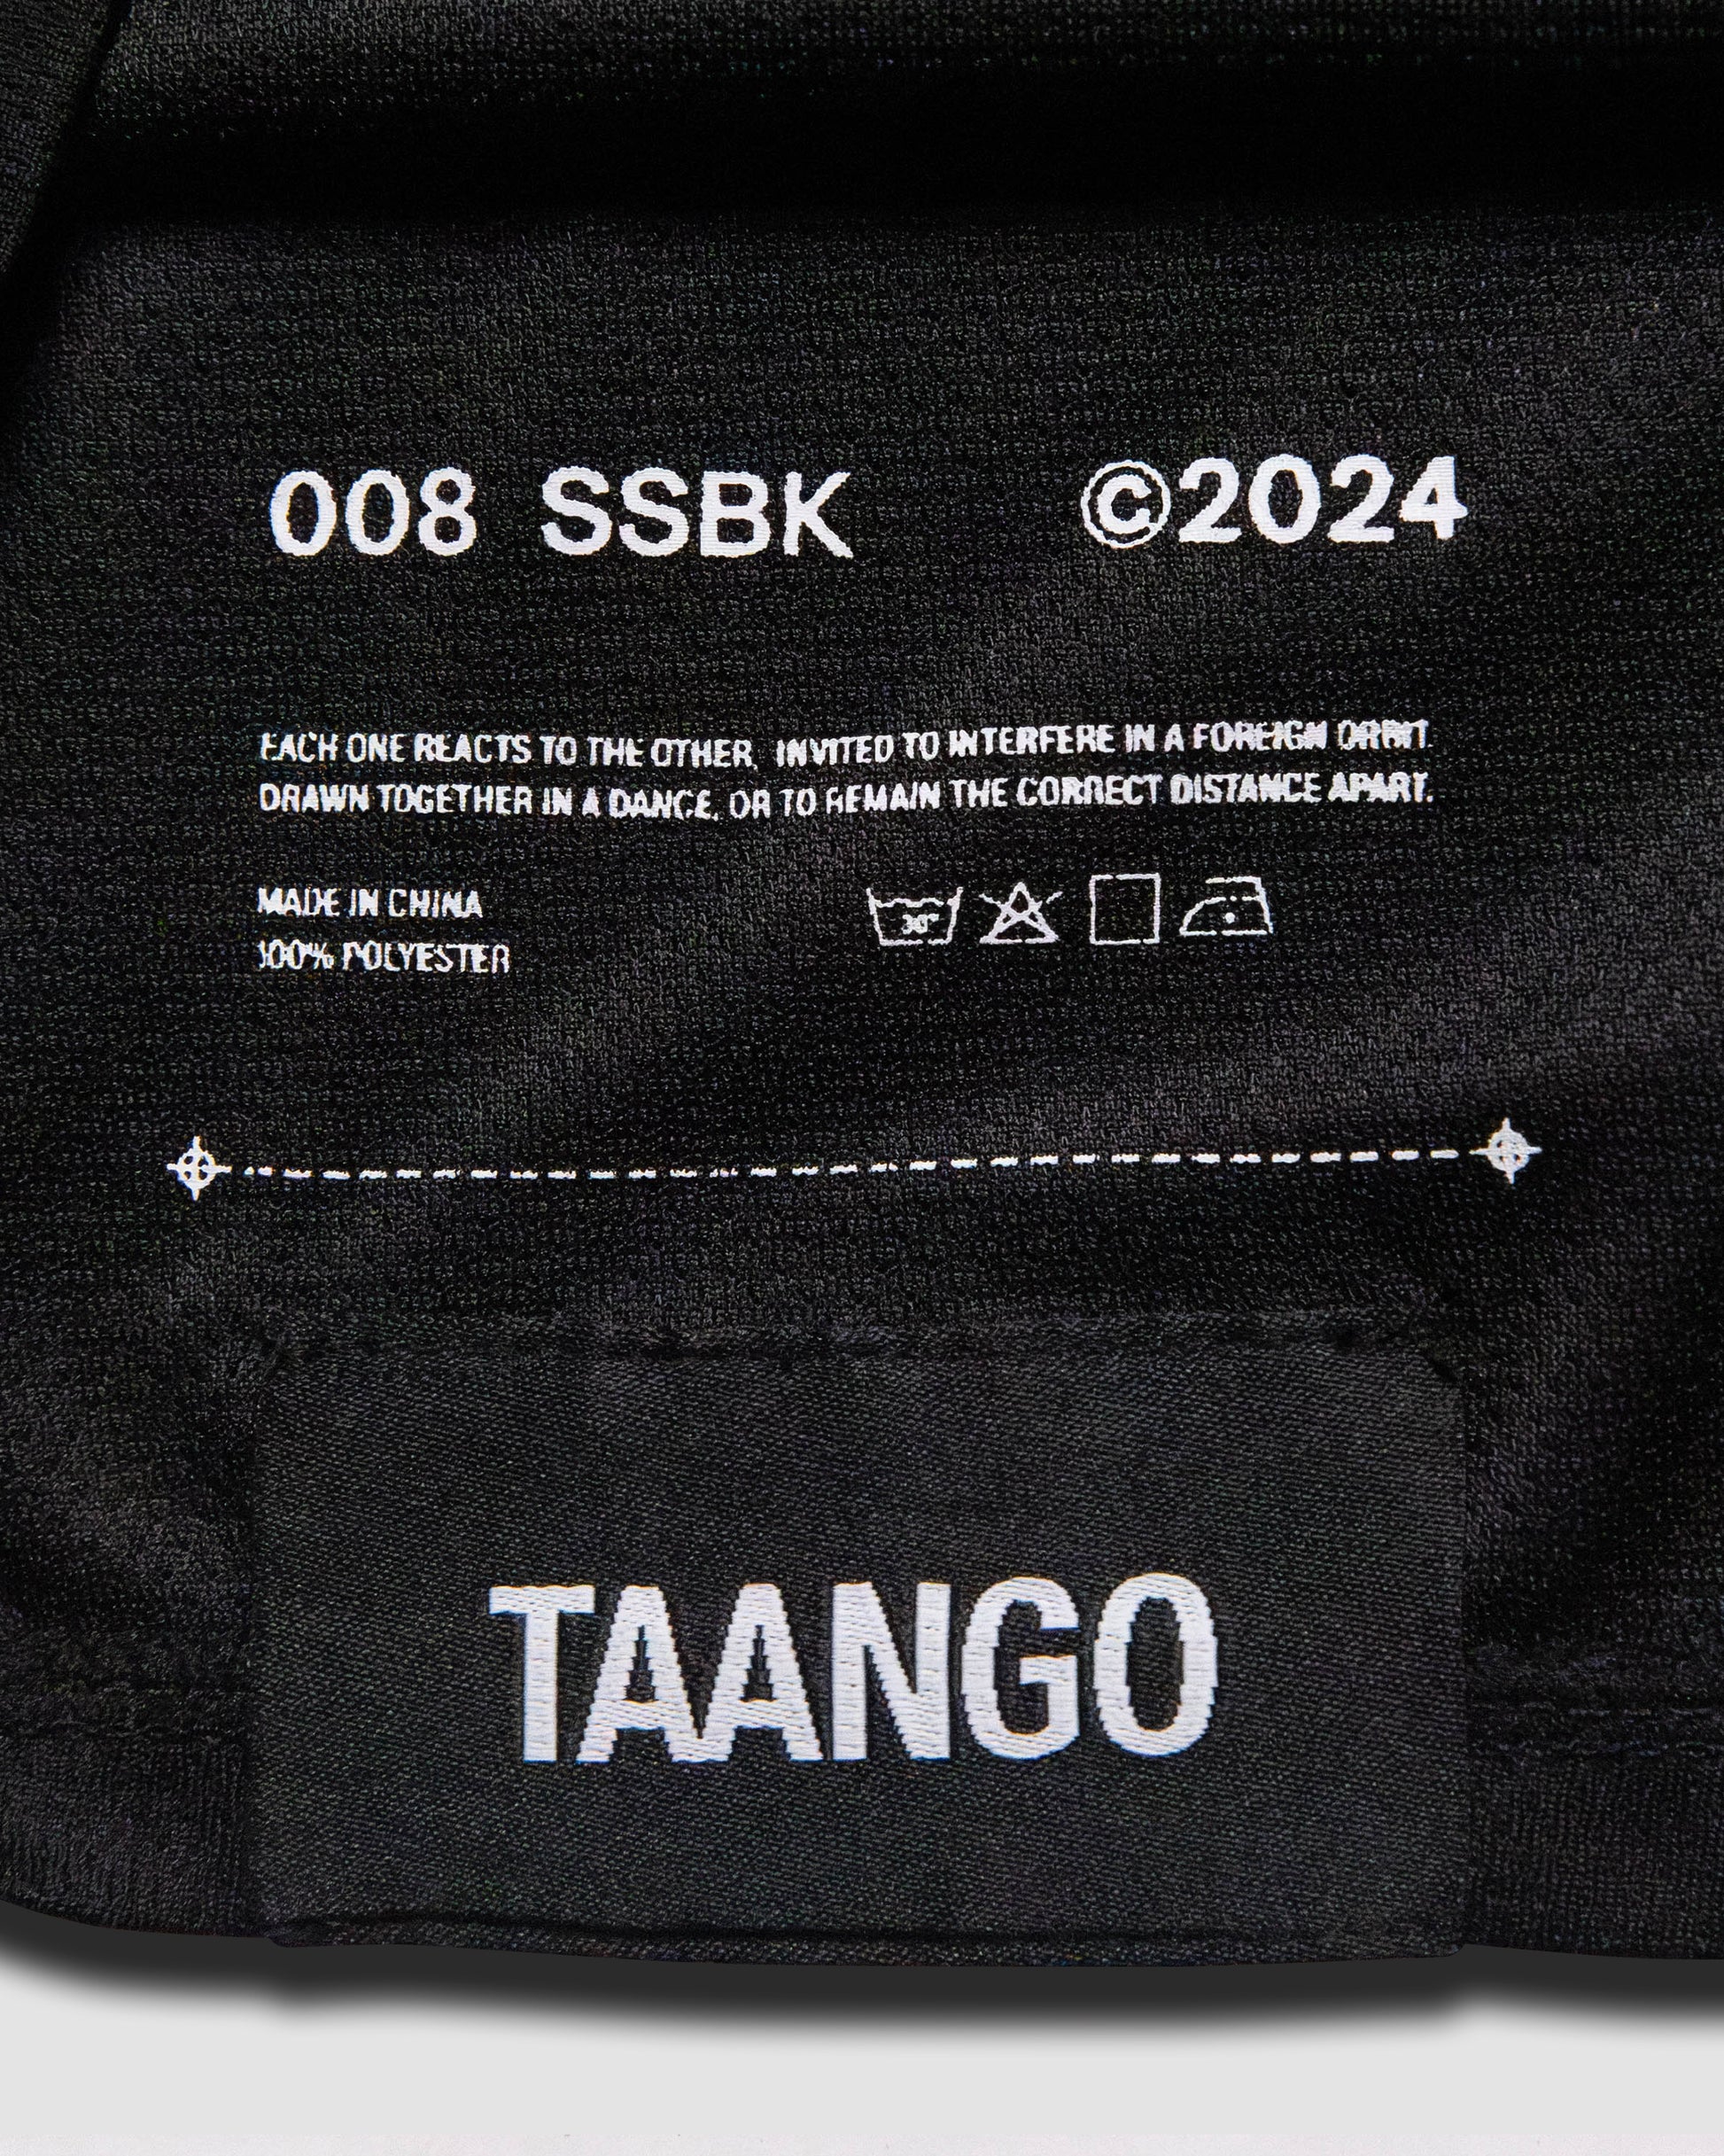 008 SSBK ©2024
EACH ONE REACTS TO THE OTHER, INVITED TO INTERFERE IN A FOREIGN ORBIT.
DRAWN TOGETHER IN A DANCE, OR TO REMAIN THE CORRECT DISTANCE APART.
MADE IN CHINA
30°
100% POLYESTER
TAANGO